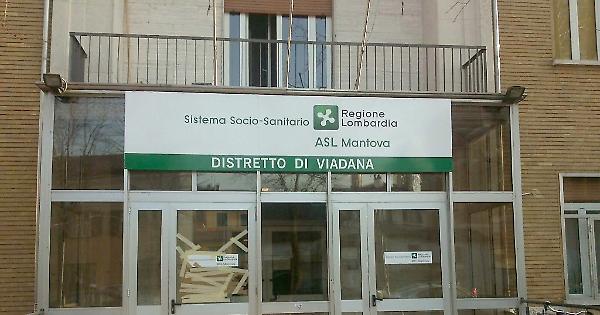 Sistema Socio-Sanitario
Regione
Lombardia
ASL Mantova
DISTRETTO DI VIADANA